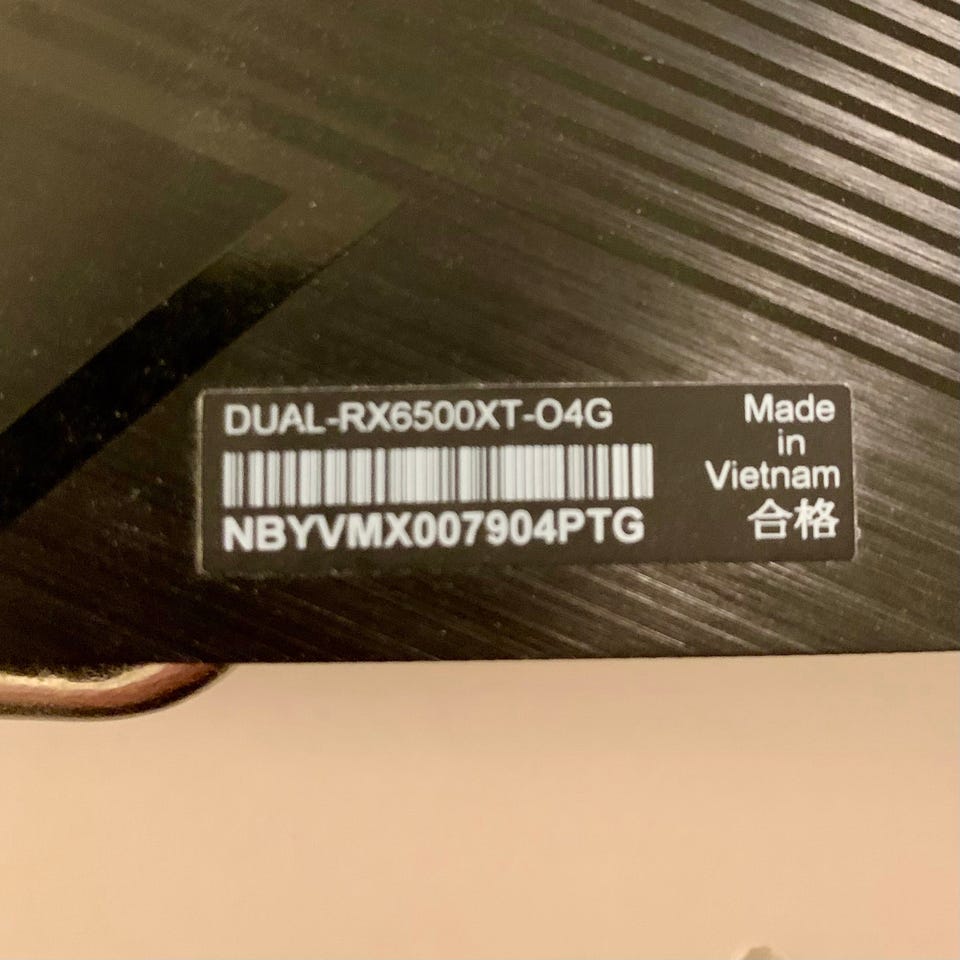 DUAL-RX6500XT-O4G
NBYVMX007904PTG
Made
in
Vietnam
合格